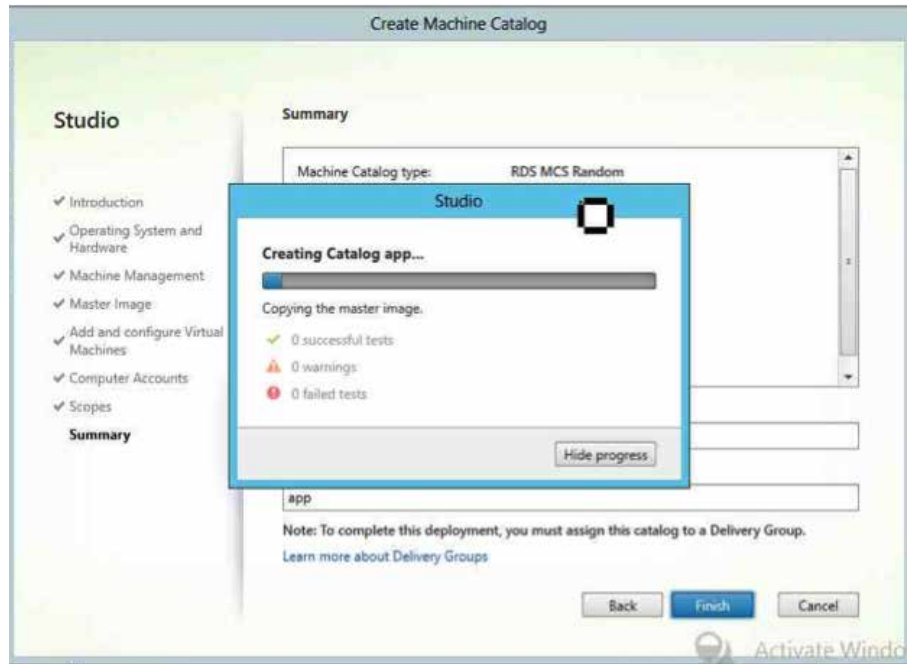 Create Machine Catalog
Studio
Introduction
Operating System and
Hardware
Machine Management
Master Image
Add and configure Virtual
Machines
Computer Accounts
Scopes
Summary
Summary
Machine Catalog type: RDS MCS Random
Studio
Creating Catalog app...
Copying the master image.
0 successful tests
0 warnings
0 failed tests
Hide progress
app
Note: To complete this deployment, you must assign this catalog to a Delivery Group.
Learn more about Delivery Groups
Back Finish Cancel
Activate Windo